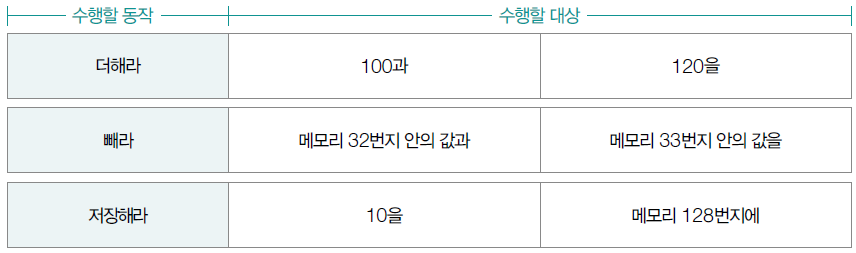 수행할 동작 수행할 대상
더해라 100과 120을
빼라 메모리 32번지 안의 값과 메모리 33번지 안의 값을
저장해라 10을 메모리 128번지에